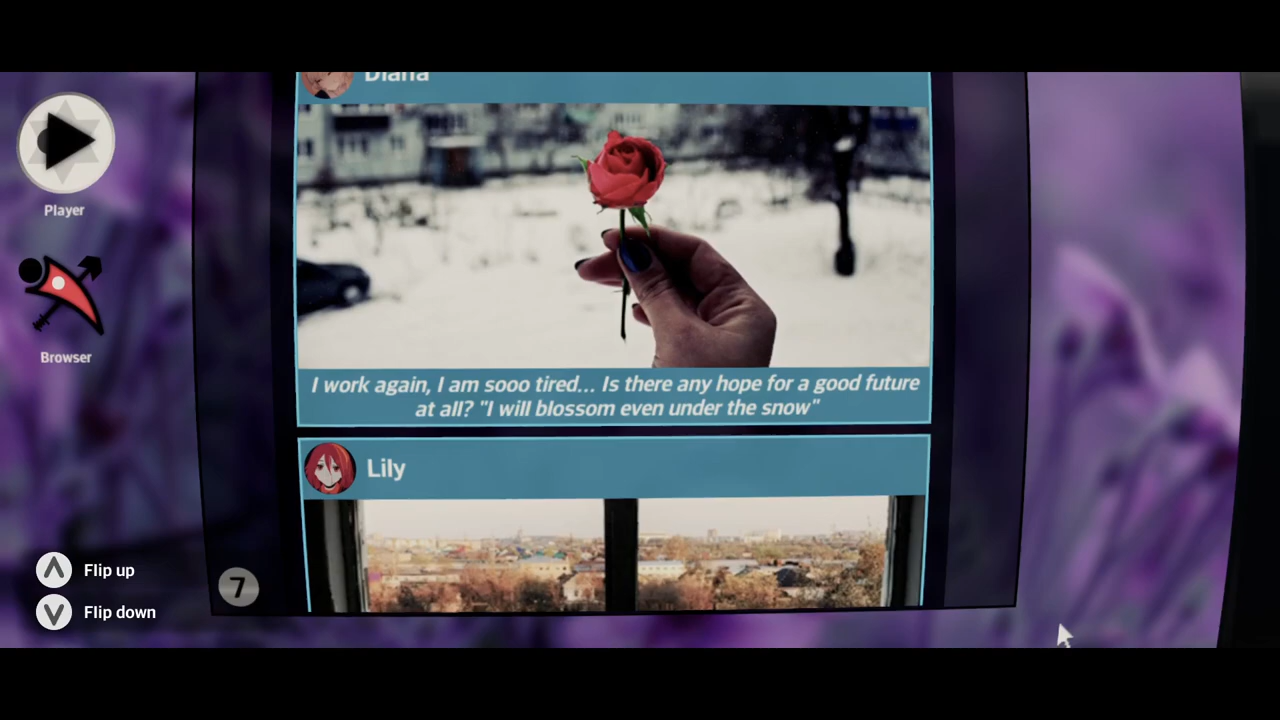 Diana
Player
Browser
I work again, I am sooo tired... Is there any hope for a good future
at all? "I will blossom even under the snow"
Lily
Flip up
7
Flip down